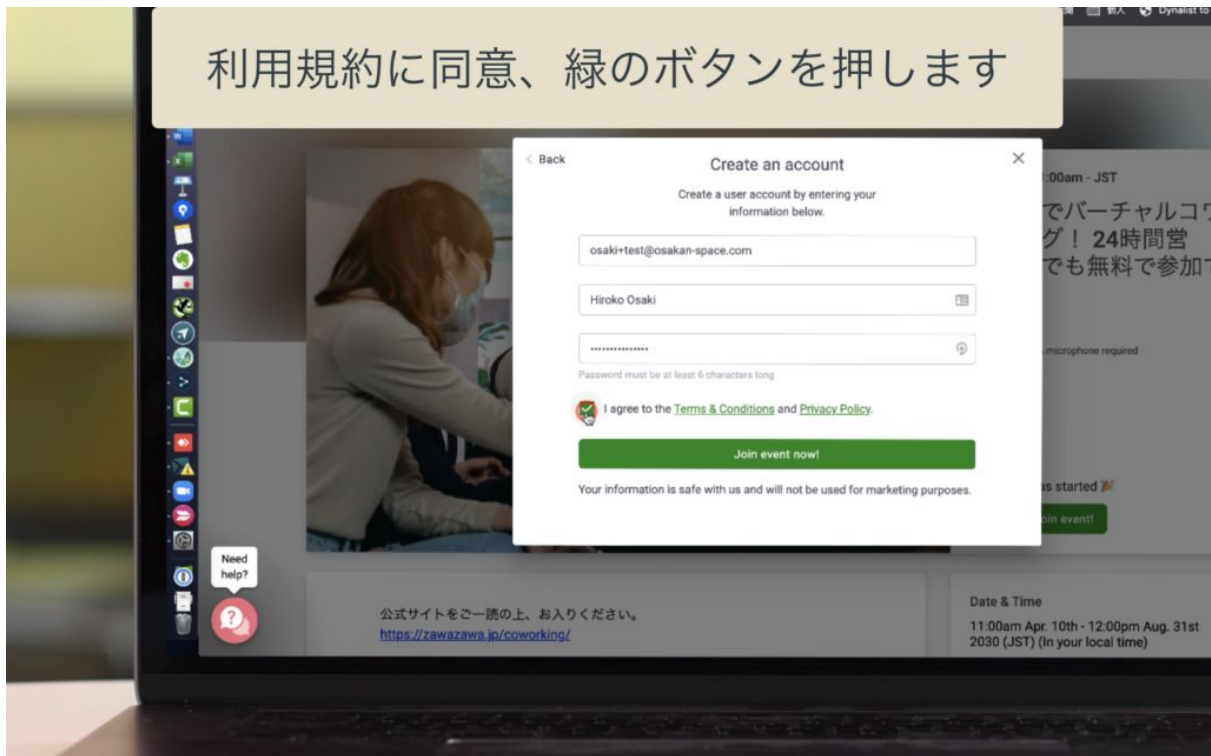 Dynalist to
利用規約に同意、緑のボタンを押します
Back
Create an account
Create a user account by entering your
information below.
osaki+test@osakan-space.com
Hiroko Osaki
Password must be at least 6 characters long
I agree to the Terms & Conditions and Privacy Policy.
Join event now!
Your information is safe with us and will not be used for marketing purposes.
:00am - JST
でバーチャルコワ
グ！ 24時間営
でも無料で参加で
microphone required
as started
oin event!
Need
help?
公式サイトをご一読の上、お入りください。
https://zawazawa.jp/coworking/
Date & Time
11:00am Apr. 10th - 12:00pm Aug. 31st
2030 (JST) (In your local time)